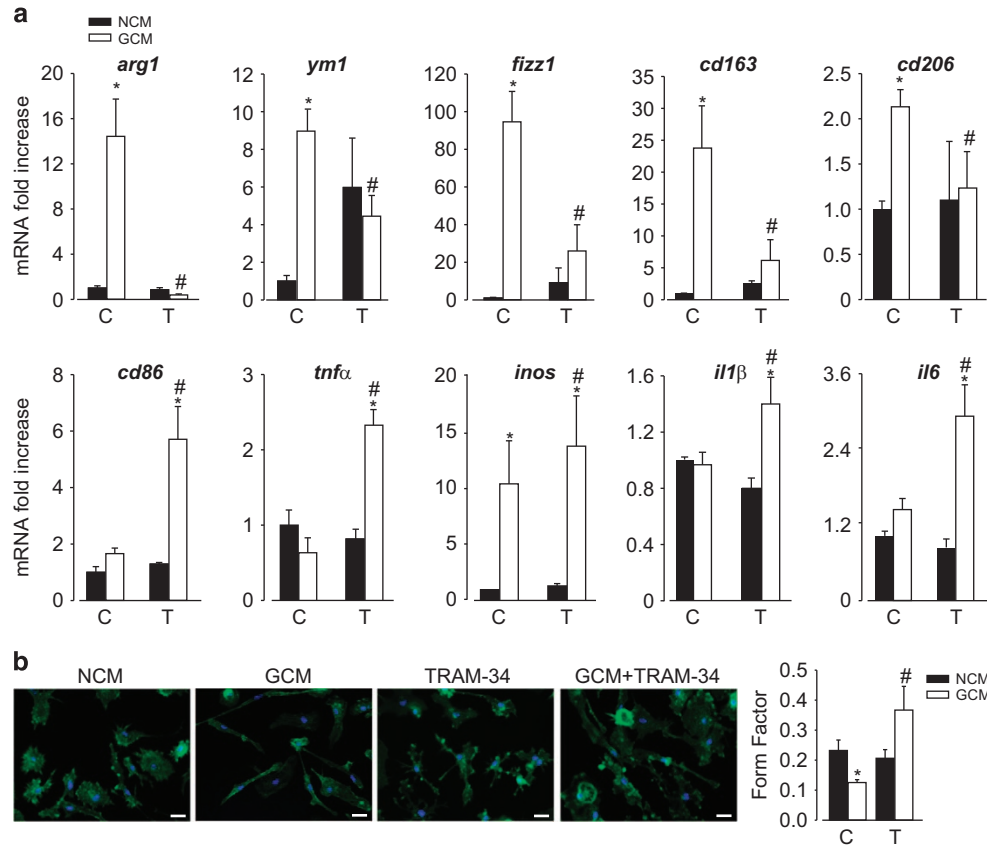 a
NCM
GCM
arg1
ym1
fizz1
cd163
cd206
mRNA fold increase
20
16
12
8
4
0
*
#
C
T
12
10
8
6
4
2
0
*
#
C
T
120
100
80
60
40
20
0
*
#
C
T
35
30
25
20
15
10
5
0
*
#
C
T
2.5
2.0
1.5
1.0
0.5
0.0
*
#
C
T
cd86
tnfα
inos
il1β
il6
mRNA fold increase
8
6
4
2
0
#
*
C
T
3
2
1
0
#
*
C
T
20
15
10
5
0
*
#
*
C
T
1.6
1.2
0.8
0.4
0
#
*
C
T
3.6
2.4
1.2
0
#
*
C
T
b
NCM
GCM
TRAM-34
GCM+TRAM-34
Form Factor
0.5
0.4
0.3
0.2
0.1
0.0
NCM
GCM
*
#
C
T